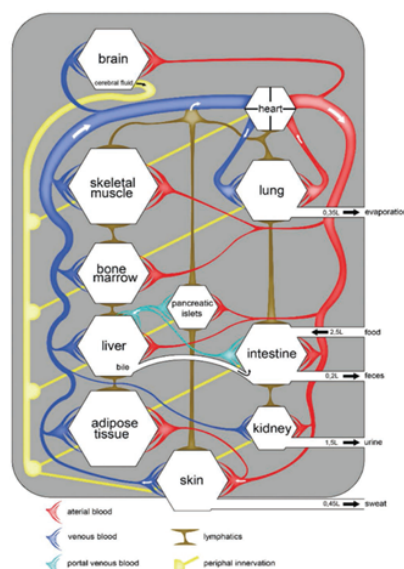 brain
cerebral fluid
heart
skeletal
muscle
lung
0,35L
evaporation
bone
marrow
pancreatic
islets
2.5L
food
liver
intestine
bile
0,2L
feces
adipose
tissue
kidney
1,5L
urine
skin
0,45L
sweat
aterial blood
lymphatics
venous blood
portal venous blood
periphal innervation